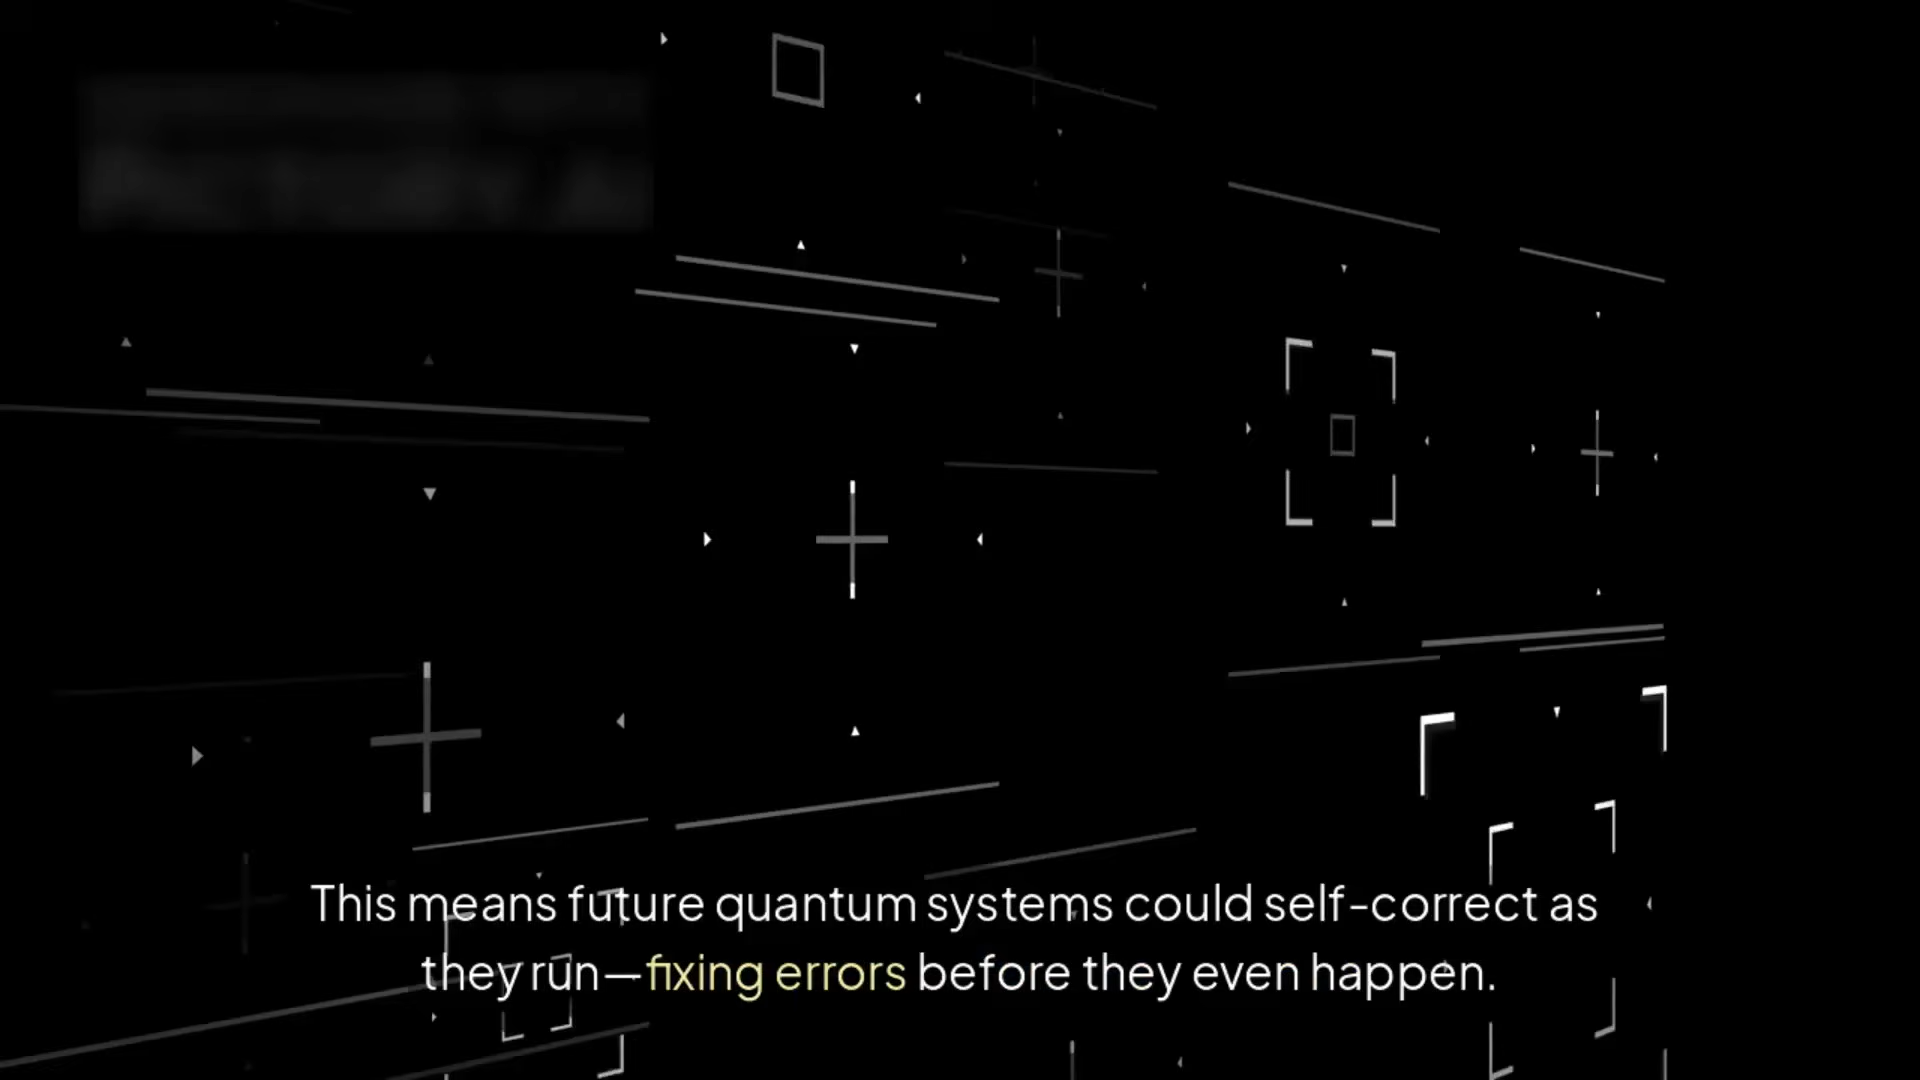 This means future quantum systems could self-correct as
they run—fixing errors before they even happen.